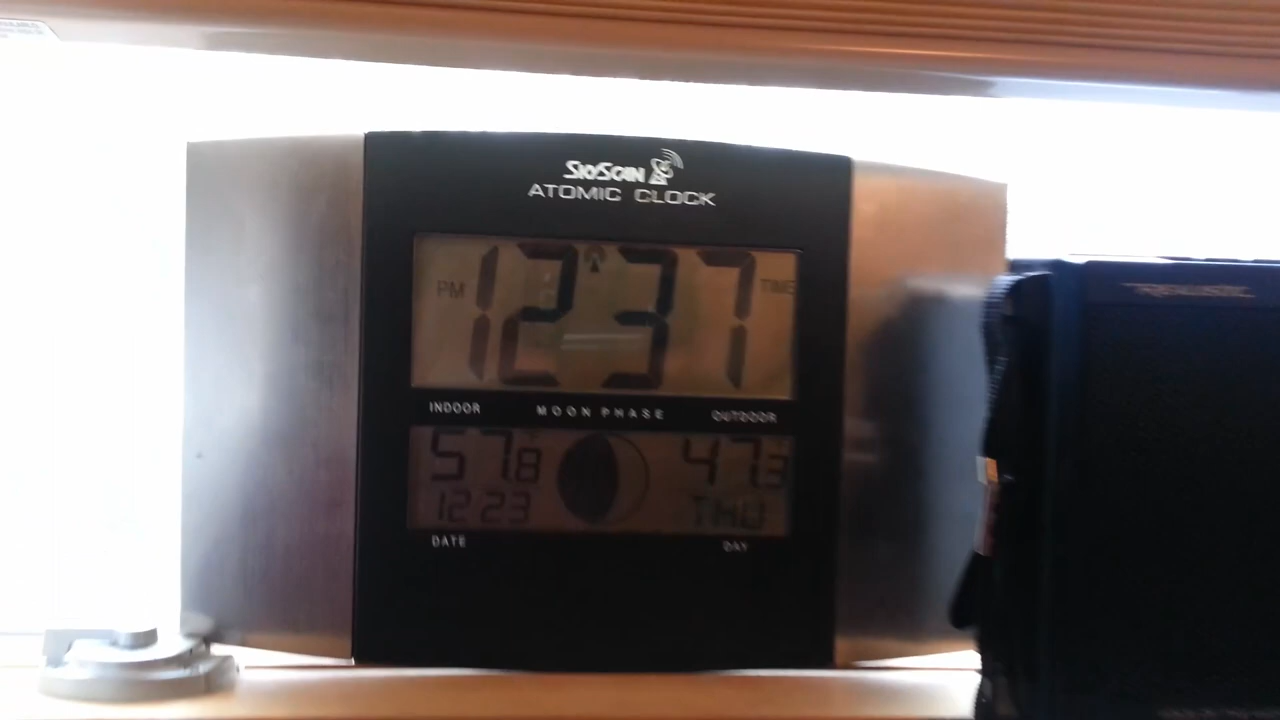 SKYSCAN
ATOMIC CLOCK
PM 12 37 TIME
INDOOR MOON PHASE OUTDOOR
57.8 47.3
12 23 THU
DATE DAY
REALISTIC